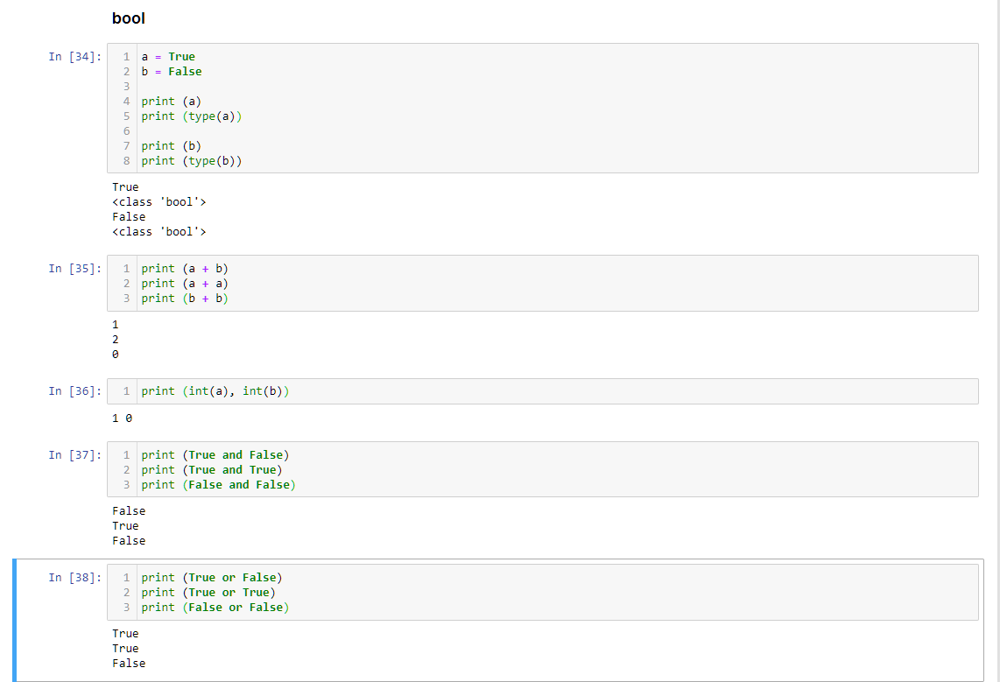 bool
In [34]:
1 a = True
2 b = False
3
4 print (a)
5 print (type(a))
6
7 print (b)
8 print (type(b))
True
<class 'bool'>
False
<class 'bool'>
In [35]:
1 print (a + b)
2 print (a + a)
3 print (b + b)
1
2
0
In [36]:
1 print (int(a), int(b))
1 0
In [37]:
1 print (True and False)
2 print (True and True)
3 print (False and False)
False
True
False
In [38]:
1 print (True or False)
2 print (True or True)
3 print (False or False)
True
True
False